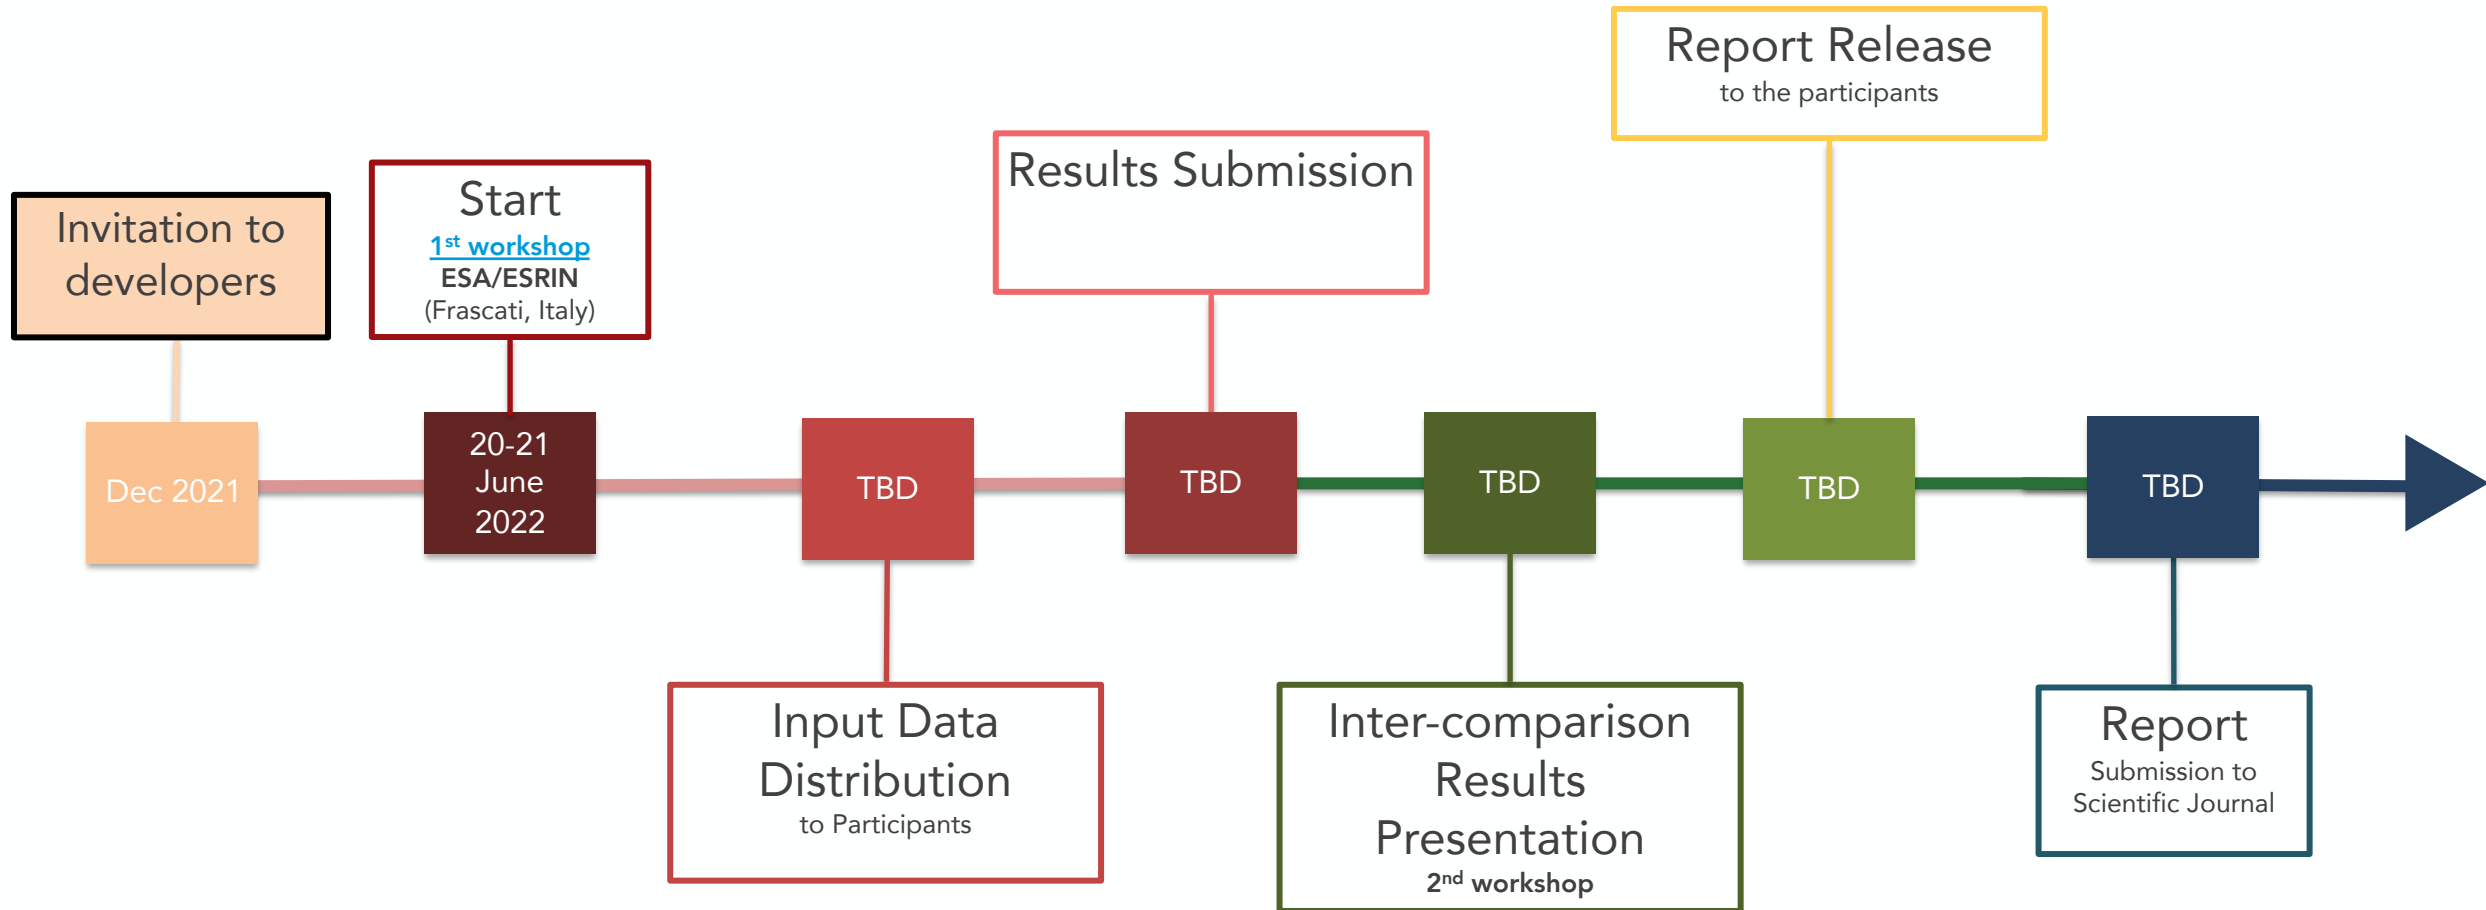 Invitation to
developers
Dec 2021
Start
1st workshop
ESA/ESRIN
(Frascati, Italy)
20-21
June
2022
TBD
Input Data
Distribution
to Participants
Results Submission
TBD
TBD
Inter-comparison
Results
Presentation
2nd workshop
Report Release
to the participants
TBD
TBD
Report
Submission to
Scientific Journal